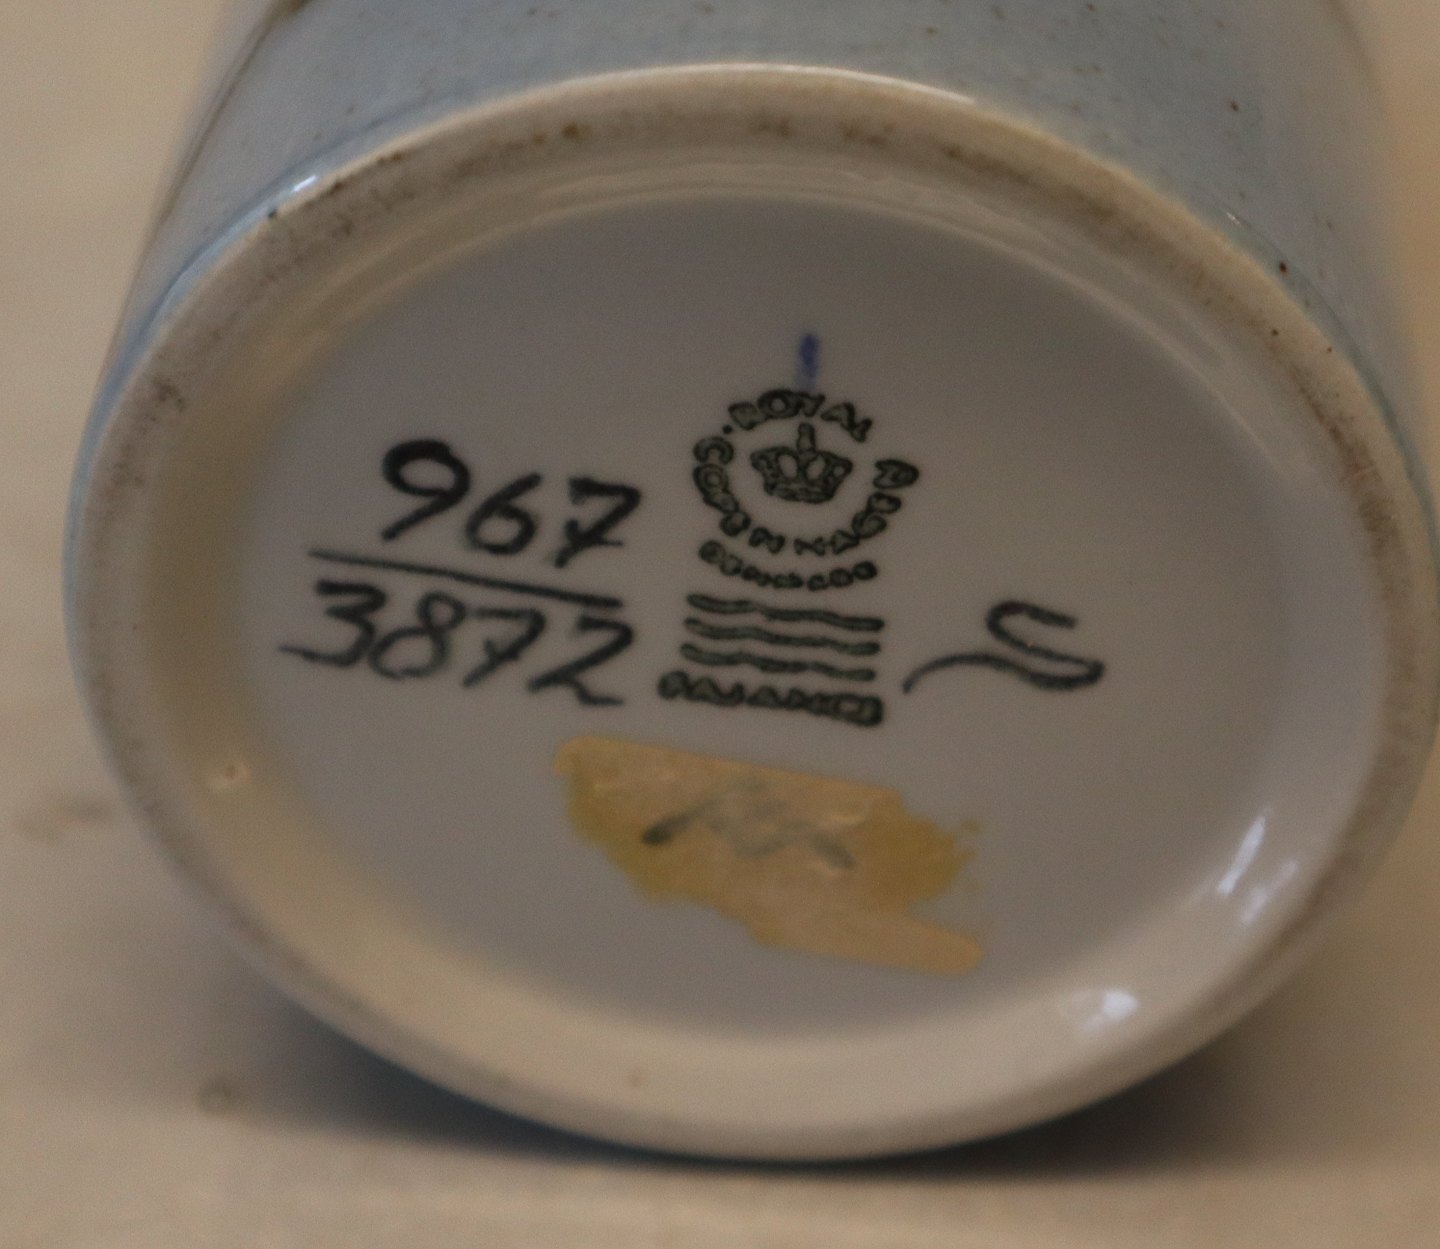 967
3872
ROYAL COPENHAGEN
DENMARK
FAJANCE